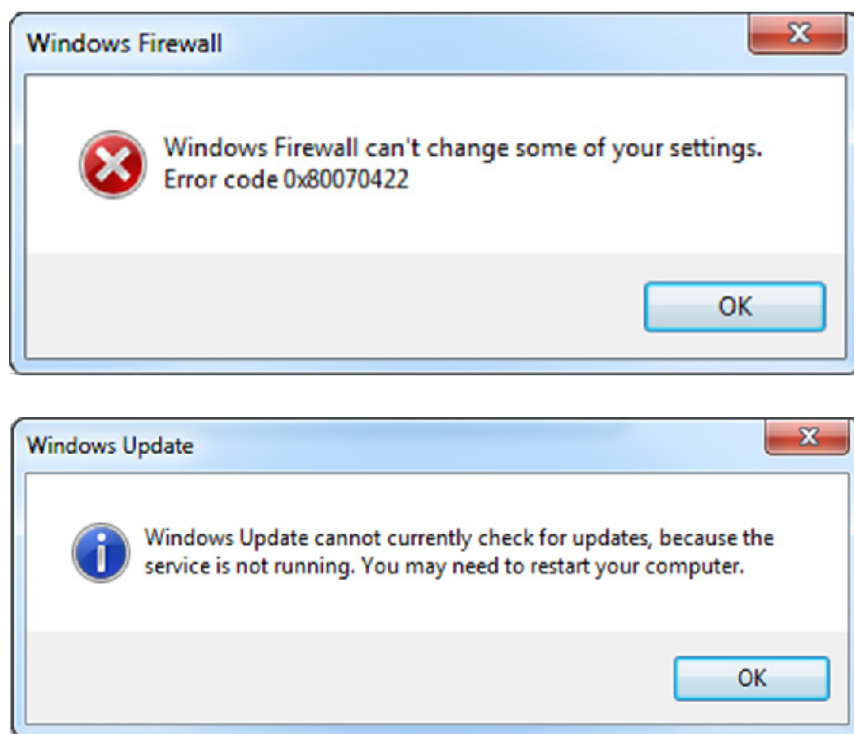 Windows Firewall
Windows Firewall can't change some of your settings.
Error code 0x80070422
OK
Windows Update
Windows Update cannot currently check for updates, because the
service is not running. You may need to restart your computer.
OK